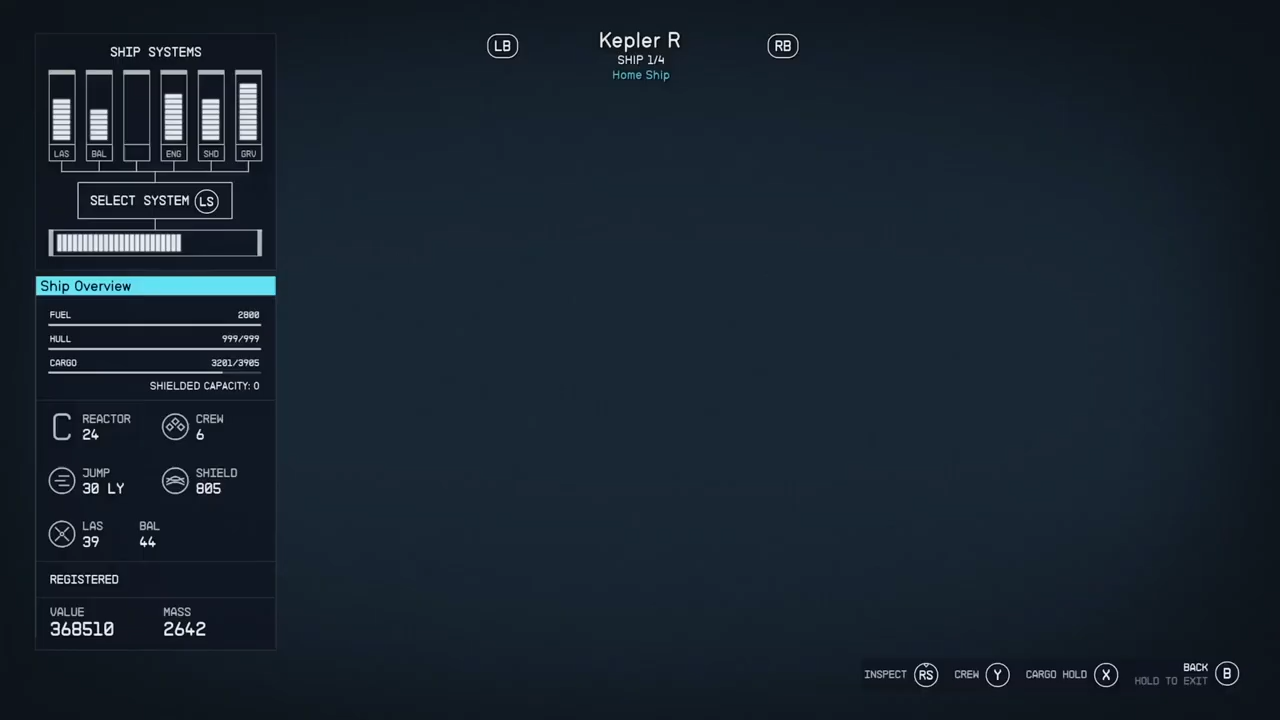 SHIP SYSTEMS
LAS BAL ENG SHD GRV
SELECT SYSTEM LS
LB
Kepler R
RB
SHIP 1/4
Home Ship
Ship Overview
FUEL 2800
HULL 999/999
CARGO 3201/3905
SHIELDED CAPACITY: 0
C REACTOR CREW
24 6
JUMP SHIELD
30 LY 805
LAS BAL
39 44
REGISTERED
VALUE MASS
368510 2642
INSPECT RS CREW Y CARGO HOLD X BACK B
HOLD TO EXIT